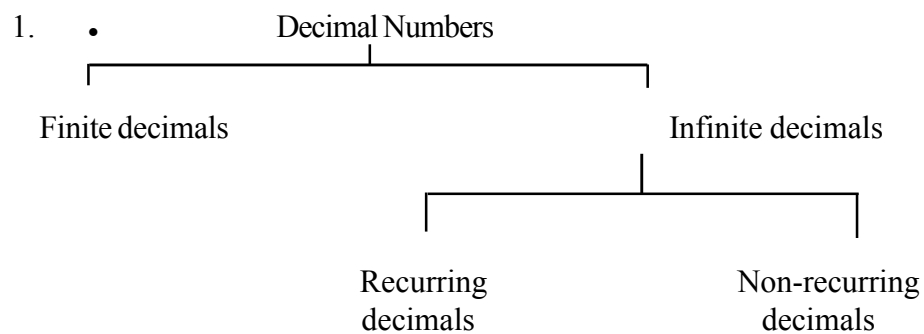 1. • Decimal Numbers
Finite decimals Infinite decimals
Recurring decimals
Non-recurring decimals